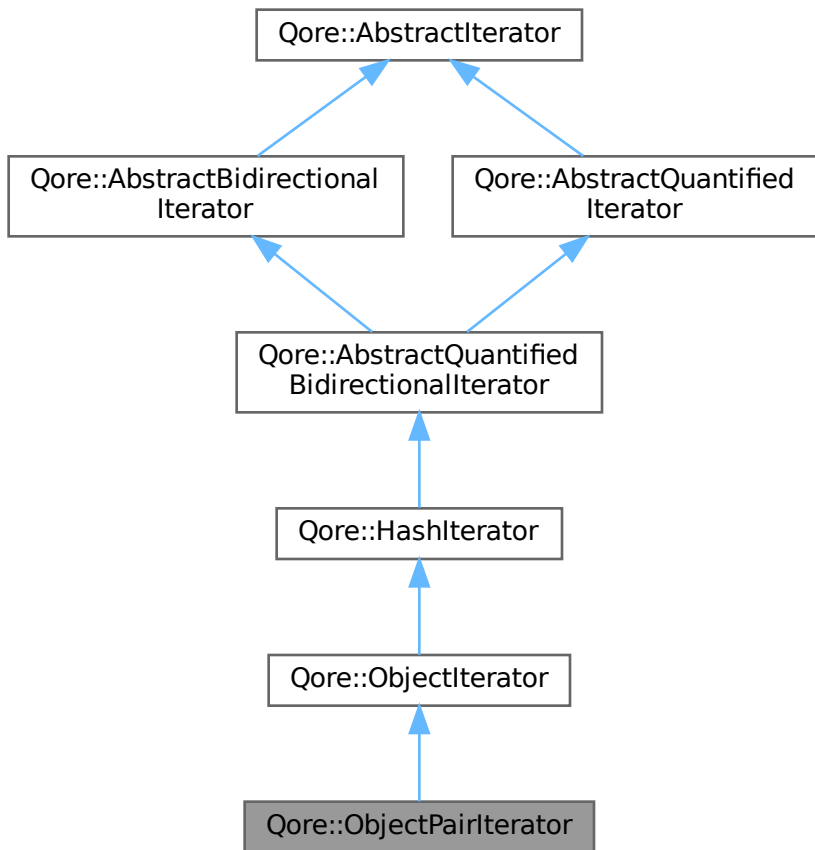 Qore::AbstractIterator
Qore::AbstractBidirectional
Iterator
Qore::AbstractQuantified
Iterator
Qore::AbstractQuantified
BidirectionalIterator
Qore::HashIterator
Qore::ObjectIterator
Qore::ObjectPairIterator